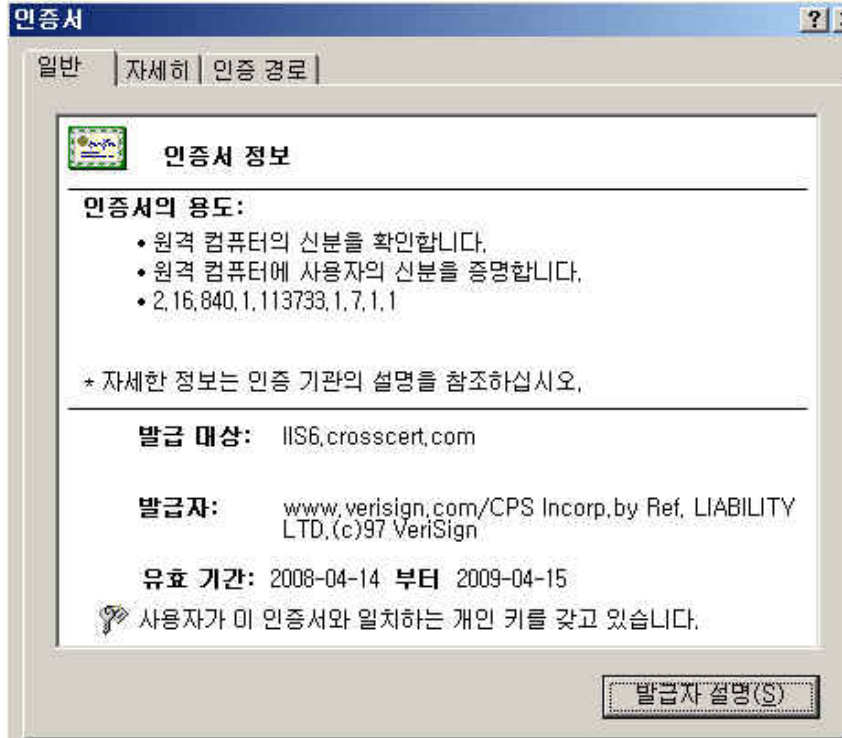 인증서
일반 자세히 인증 경로
인증서 정보
인증서의 용도:
• 원격 컴퓨터의 신분을 확인합니다.
• 원격 컴퓨터에 사용자의 신분을 증명합니다.
• 2.16.840.1.113733.1.7.1.1
* 자세한 정보는 인증 기관의 설명을 참조하십시오.
발급 대상: IIS6.crosscert.com
발급자: www.verisign.com/CPS Incorp.by Ref. LIABILITY
LTD.(c)97 VeriSign
유효 기간: 2008-04-14 부터 2009-04-15
사용자가 이 인증서와 일치하는 개인 키를 갖고 있습니다.
발급자 설명(S)